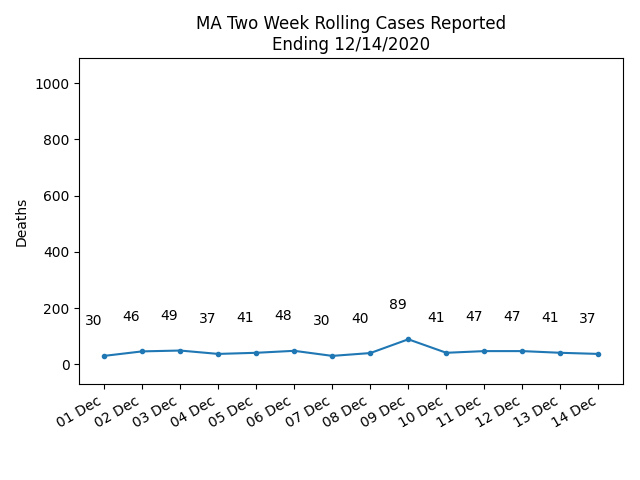 MA Two Week Rolling Cases Reported
Ending 12/14/2020
Deaths
1000
800
600
400
200
0
30 46 49 37 41 48 30 40 89 41 47 47 41 37
01 Dec 02 Dec 03 Dec 04 Dec 05 Dec 06 Dec 07 Dec 08 Dec 09 Dec 10 Dec 11 Dec 12 Dec 13 Dec 14 Dec